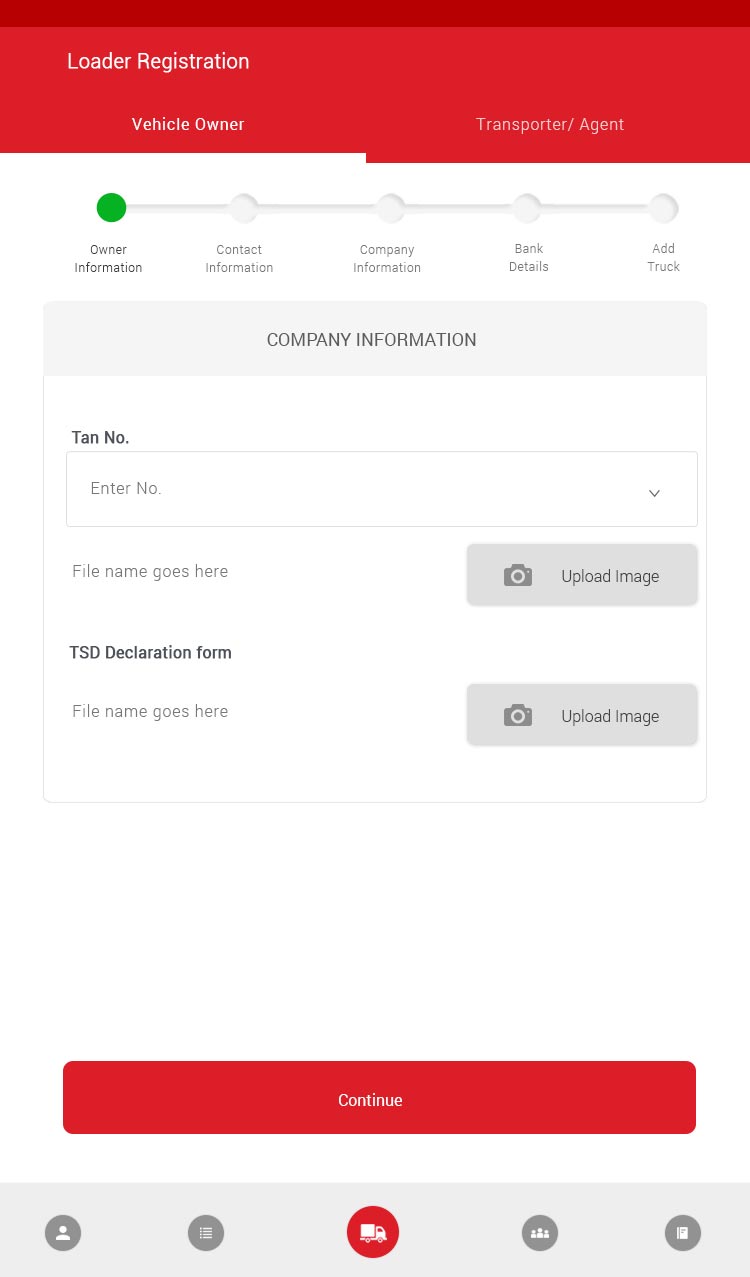 Loader Registration
Vehicle Owner
Transporter/ Agent
Owner
Information
Contact
Information
Company
Information
Bank
Details
Add
Truck
COMPANY INFORMATION
Tan No.
Enter No.
File name goes here
Upload Image
TSD Declaration form
File name goes here
Upload Image
Continue